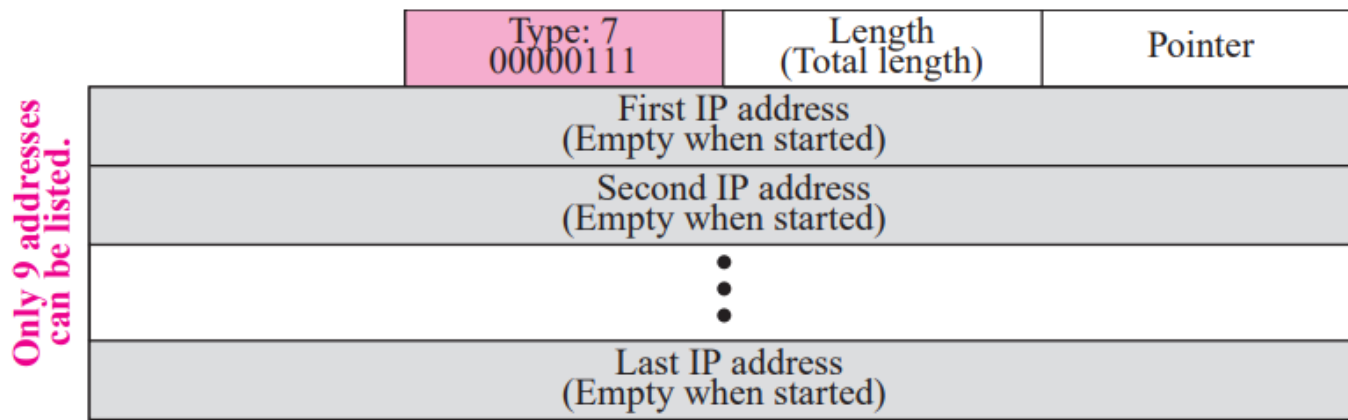 Type: 7
00000111
Length
(Total length)
Pointer
Only 9 addresses
can be listed.
First IP address
(Empty when started)
Second IP address
(Empty when started)
Last IP address
(Empty when started)